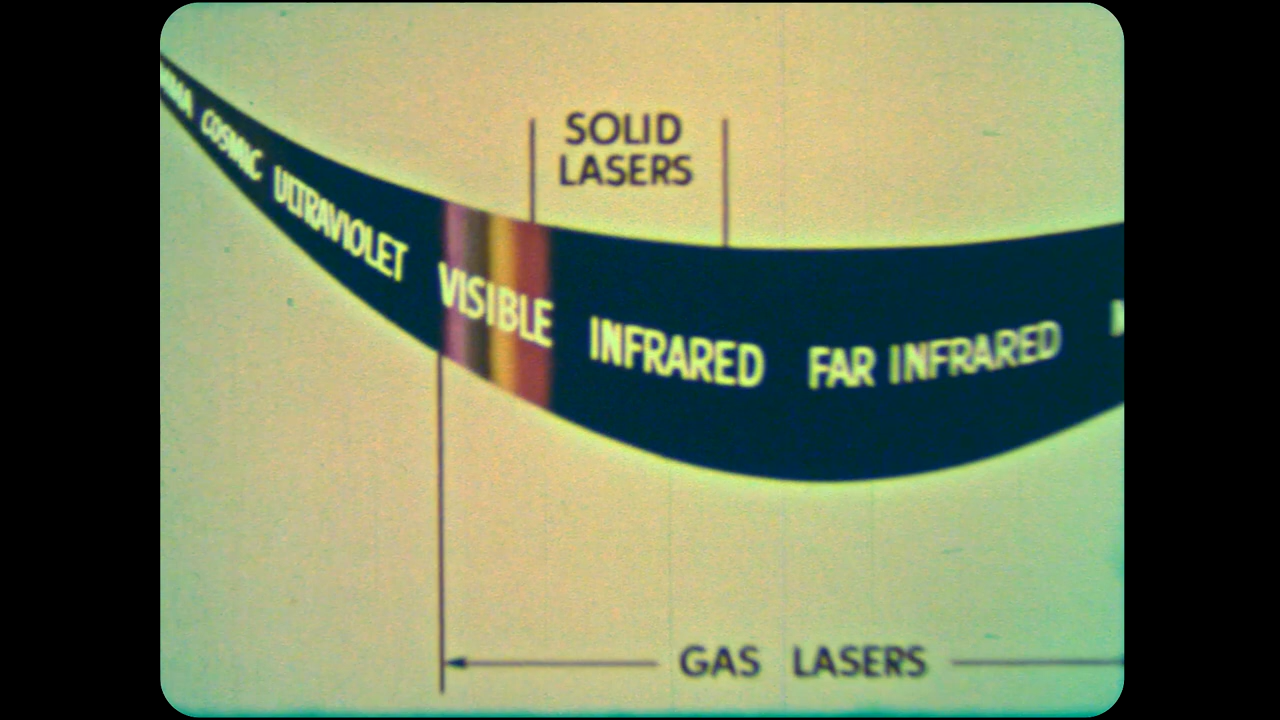 SOLID
LASERS
COSMIC ULTRAVIOLET VISIBLE INFRARED FAR INFRARED
GAS LASERS